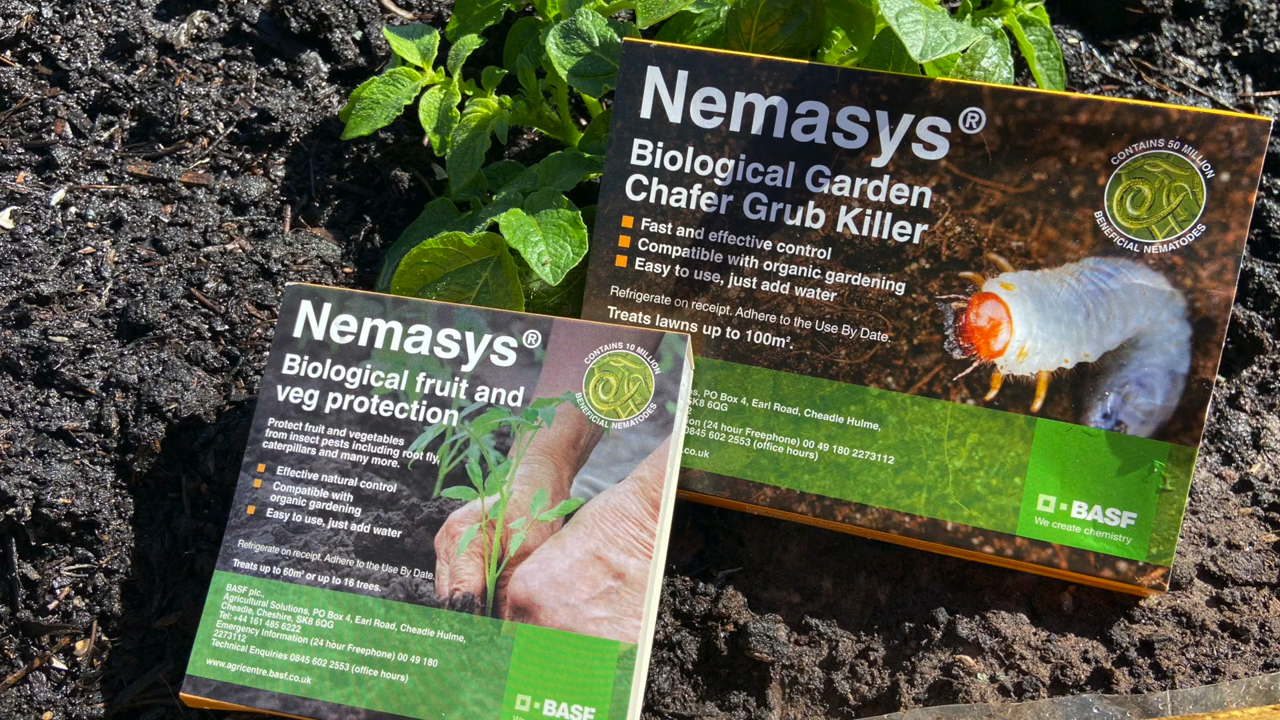 Nemasys®
Biological Garden
Chafer Grub Killer
Fast and effective control
Compatible with organic gardening
Easy to use, just add water
Refrigerate on receipt. Adhere to the Use By Date.
Treats lawns up to 100m².
CONTAINS 50 MILLION
BENEFICIAL NEMATODES
PO Box 4, Earl Road, Cheadle Hulme,
SK8 6QG
(24 hour Freephone) 00 49 180 2273112
0845 602 2553 (office hours)
.co.uk
BASF
We create chemistry
Nemasys®
Biological fruit and
veg protection
CONTAINS 10 MILLION
BENEFICIAL NEMATODES
Protect fruit and vegetables
from insect pests including root fly,
caterpillars and many more.
Effective natural control
Compatible with
organic gardening
Easy to use, just add water
Refrigerate on receipt. Adhere to the Use By Date.
Treats up to 60m² or up to 16 trees.
BASF plc.,
Agricultural Solutions, PO Box 4, Earl Road, Cheadle Hulme,
Cheadle, Cheshire, SK8 6QG
Tel: +44 161 485 6222
Emergency Information (24 hour Freephone) 00 49 180
2273112
Technical Enquiries 0845 602 2553 (office hours)
www.agricentre.basf.co.uk
BASF